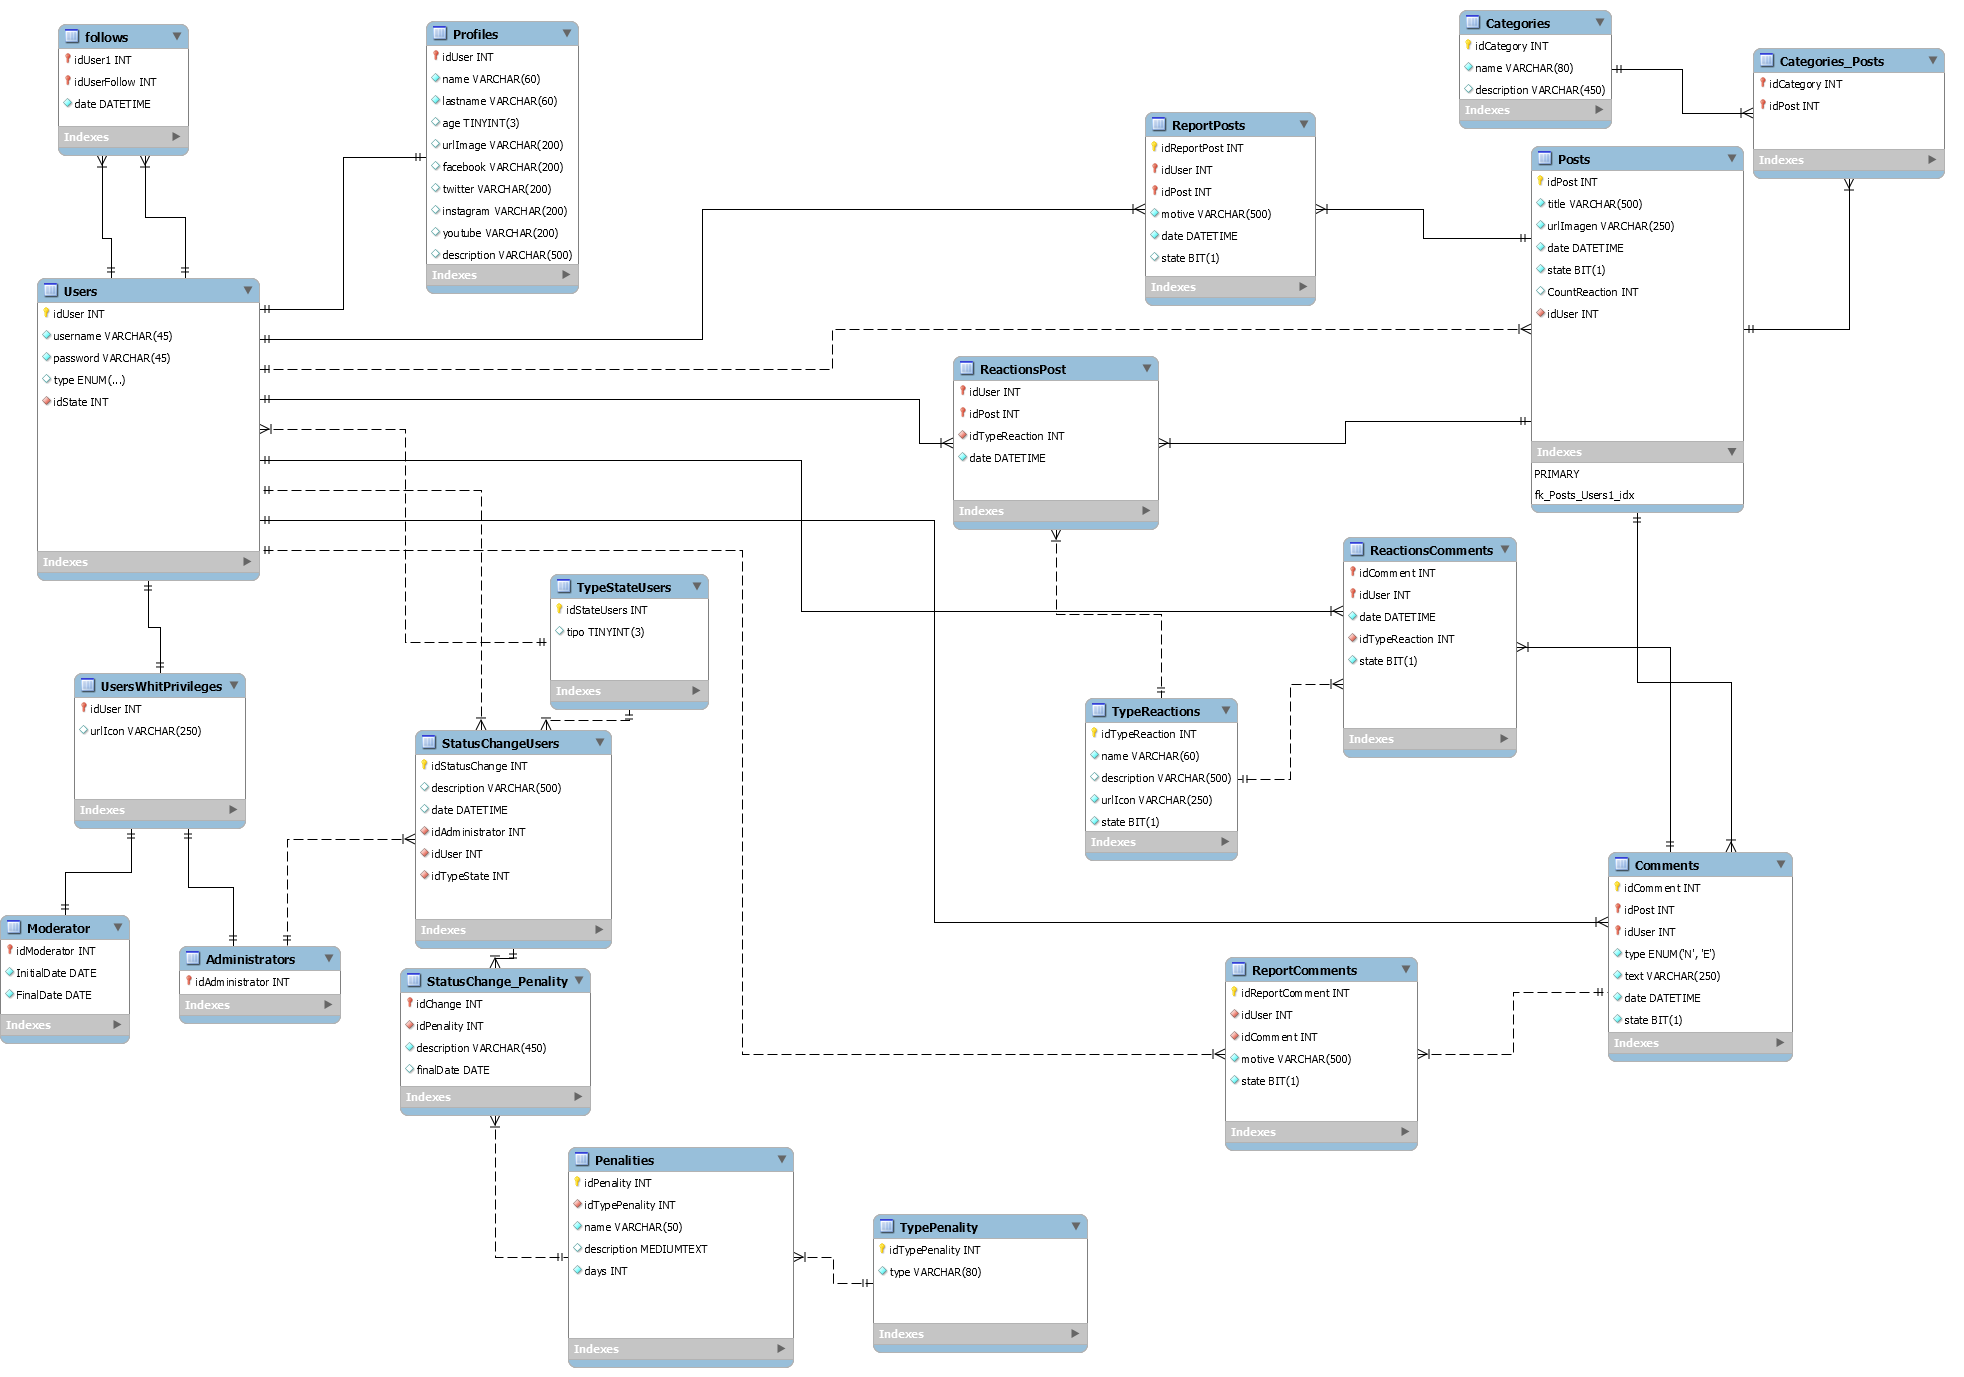 follows
idUser1 INT
idUserFollow INT
date DATETIME
Indexes
Profiles
idUser INT
name VARCHAR(60)
lastname VARCHAR(60)
age TINYINT(3)
urlImage VARCHAR(200)
facebook VARCHAR(200)
twitter VARCHAR(200)
instagram VARCHAR(200)
youtube VARCHAR(200)
description VARCHAR(500)
Indexes
Categories
idCategory INT
name VARCHAR(80)
description VARCHAR(450)
Indexes
Categories_Posts
idCategory INT
idPost INT
Indexes
ReportPosts
idReportPost INT
idUser INT
idPost INT
motive VARCHAR(500)
date DATETIME
state BIT(1)
Indexes
Posts
idPost INT
title VARCHAR(500)
urlImagen VARCHAR(250)
date DATETIME
state BIT(1)
CountReaction INT
idUser INT
Indexes
PRIMARY
fk_Posts_Users1_idx
Users
idUser INT
username VARCHAR(45)
password VARCHAR(45)
type ENUM(...)
idState INT
Indexes
ReactionsPost
idUser INT
idPost INT
idTypeReaction INT
date DATETIME
Indexes
ReactionsComments
idComment INT
idUser INT
date DATETIME
idTypeReaction INT
state BIT(1)
Indexes
TypeStateUsers
idStateUsers INT
tipo TINYINT(3)
Indexes
UsersWhitPrivileges
idUser INT
urlIcon VARCHAR(250)
Indexes
TypeReactions
idTypeReaction INT
name VARCHAR(60)
description VARCHAR(500)
urlIcon VARCHAR(250)
state BIT(1)
Indexes
StatusChangeUsers
idStatusChange INT
description VARCHAR(500)
date DATETIME
idAdministrator INT
idUser INT
idTypeState INT
Indexes
Comments
idComment INT
idPost INT
idUser INT
type ENUM('N', 'E')
text VARCHAR(250)
date DATETIME
state BIT(1)
Indexes
Moderator
idModerator INT
InitialDate DATE
FinalDate DATE
Indexes
Administrators
idAdministrator INT
Indexes
StatusChange_Penality
idChange INT
idPenality INT
description VARCHAR(450)
finalDate DATE
Indexes
ReportComments
idReportComment INT
idUser INT
idComment INT
motive VARCHAR(500)
state BIT(1)
Indexes
Penalities
idPenality INT
idTypePenality INT
name VARCHAR(50)
description MEDIUMTEXT
days INT
Indexes
TypePenality
idTypePenality INT
type VARCHAR(80)
Indexes